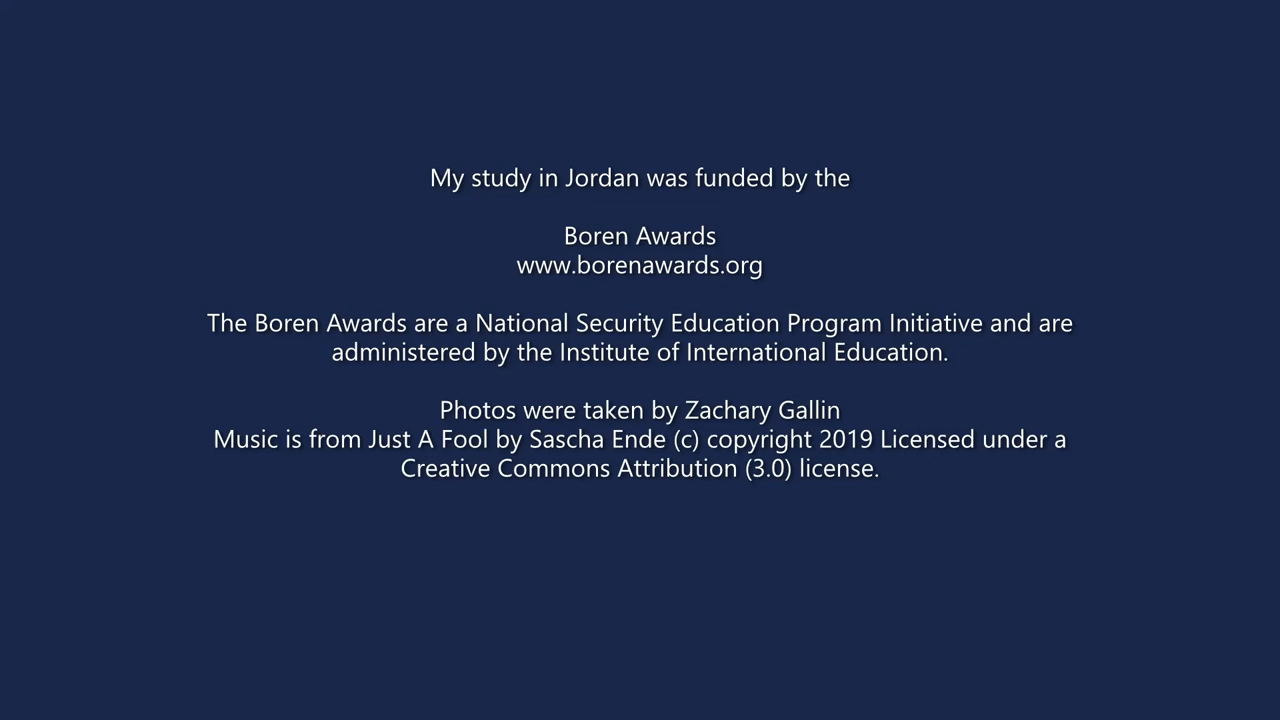 My study in Jordan was funded by the
Boren Awards
www.borenawards.org
The Boren Awards are a National Security Education Program Initiative and are
administered by the Institute of International Education.
Photos were taken by Zachary Gallin
Music is from Just A Fool by Sascha Ende (c) copyright 2019 Licensed under a
Creative Commons Attribution (3.0) license.